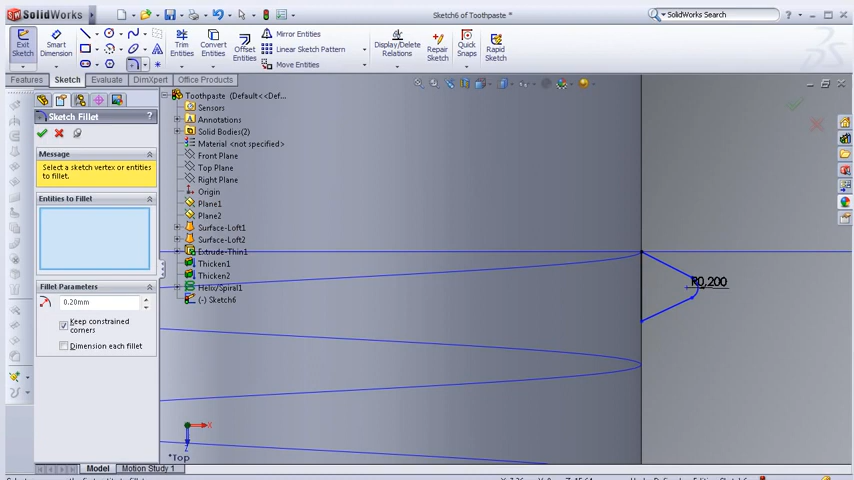 SolidWorks
Sketch6 of Toothpaste *
SolidWorks Search
?
Exit Sketch
Smart Dimension
Trim Entities
Convert Entities
Offset Entities
Mirror Entities
Linear Sketch Pattern
Move Entities
Display/Delete Relations
Repair Sketch
Quick Snaps
Rapid Sketch
Features
Sketch
Evaluate
DimXpert
Office Products
Toothpaste (Default<<Def...
Sketch Fillet
?
Sensors
Annotations
Solid Bodies(2)
Material <not specified>
Message
Front Plane
Select a sketch vertex or entities to fillet.
Top Plane
Right Plane
Origin
Entities to Fillet
Plane1
Plane2
Surface-Loft1
Surface-Loft2
Extrude-Thin1
Thicken1
Thicken2
R0,200
Fillet Parameters
Helix/Spiral1
0.20mm
(-) Sketch6
Keep constrained corners
Dimension each fillet
X
Z
*Top
Model
Motion Study 1